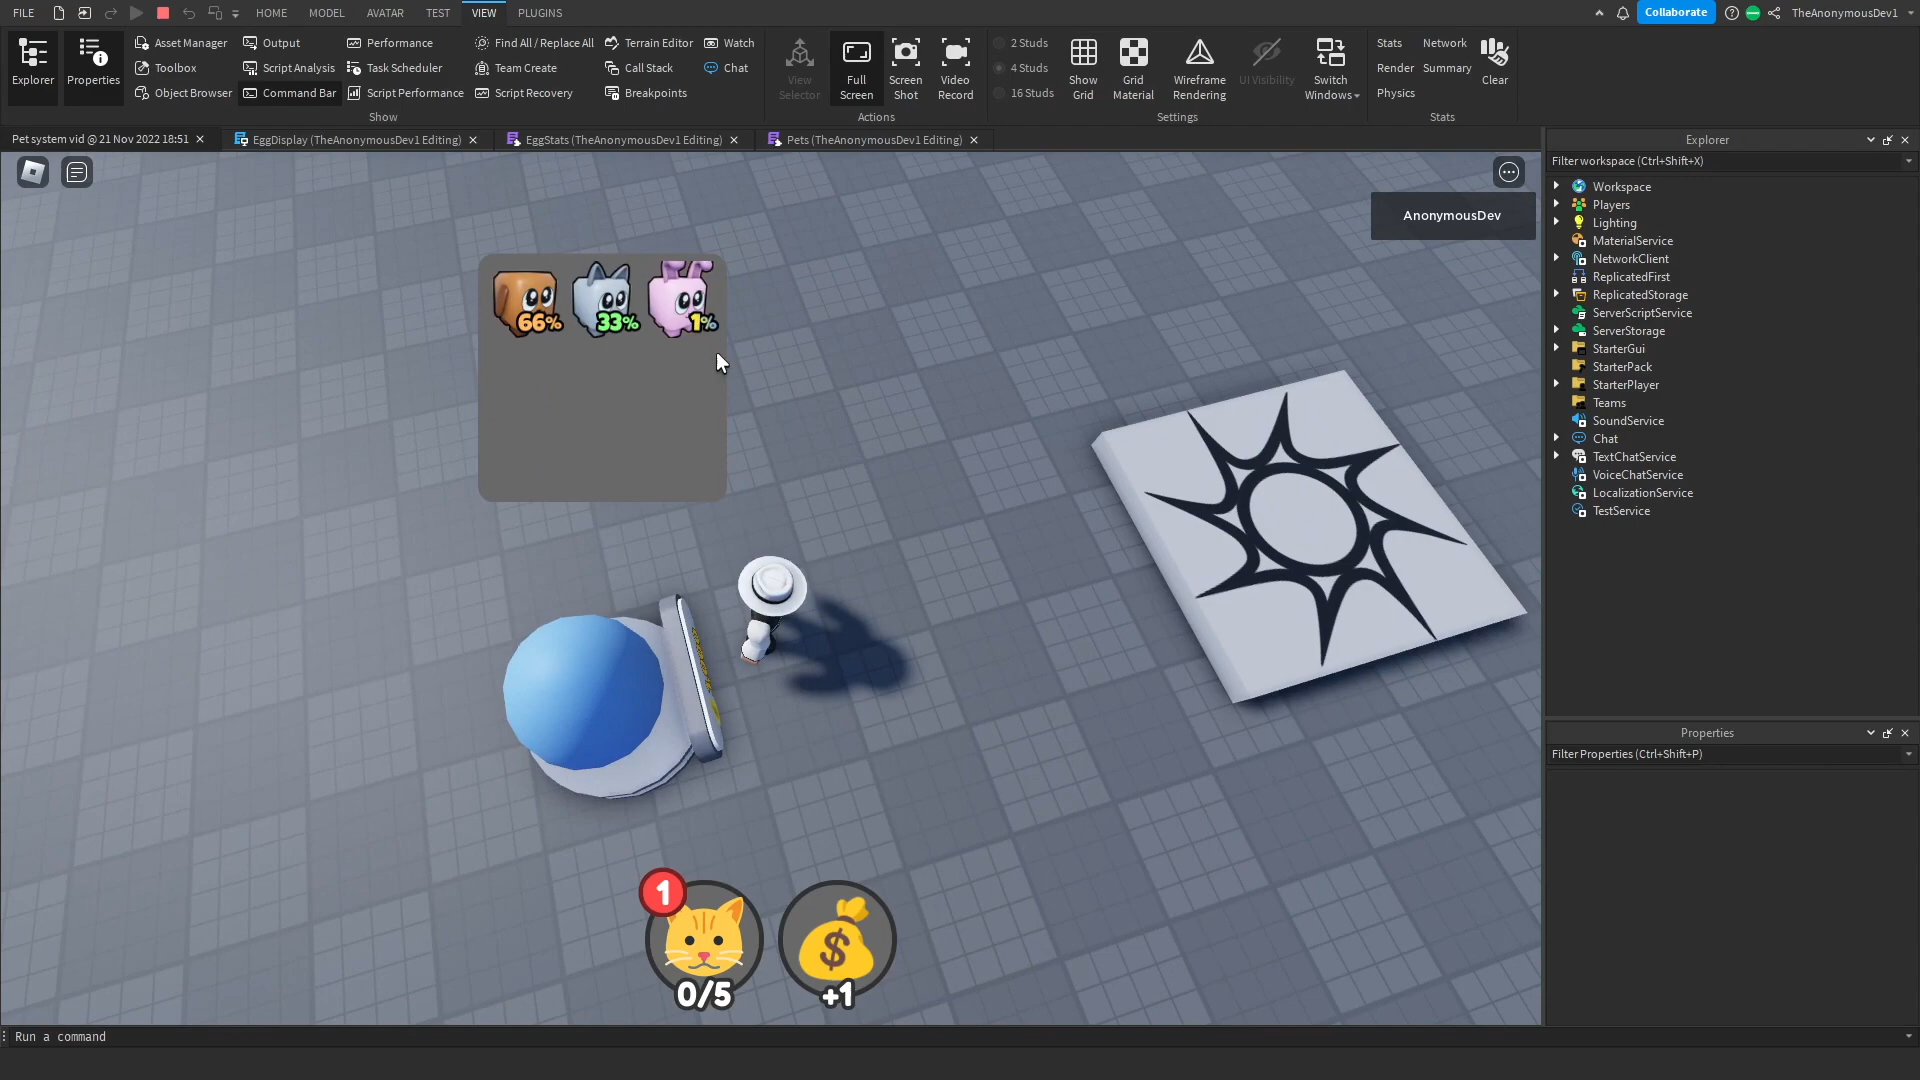 FILE HOME MODEL AVATAR TEST VIEW PLUGINS Collaborate TheAnonymousDev1
Explorer
Properties
Asset Manager Output Performance Find All / Replace All Terrain Editor Watch
Toolbox Script Analysis Task Scheduler Team Create Call Stack Chat
Object Browser Command Bar Script Performance Script Recovery Breakpoints
Show
View Selector
Full Screen
Screen Shot
Video Record
Actions
2 Studs
4 Studs
16 Studs
Show Grid
Grid Material
Wireframe Rendering
UI Visibility
Switch Windows
Settings
Stats Network
Render Summary
Physics
Clear
Stats
Pet system vid @ 21 Nov 2022 18:51
EggDisplay (TheAnonymousDev1 Editing)
EggStats (TheAnonymousDev1 Editing)
Pets (TheAnonymousDev1 Editing)
AnonymousDev
66%
33%
1%
1
0/5
$
+1
Explorer
Filter workspace (Ctrl+Shift+X)
Workspace
Players
Lighting
MaterialService
NetworkClient
ReplicatedFirst
ReplicatedStorage
ServerScriptService
ServerStorage
StarterGui
StarterPack
StarterPlayer
Teams
SoundService
Chat
TextChatService
VoiceChatService
LocalizationService
TestService
Properties
Filter Properties (Ctrl+Shift+P)
Run a command